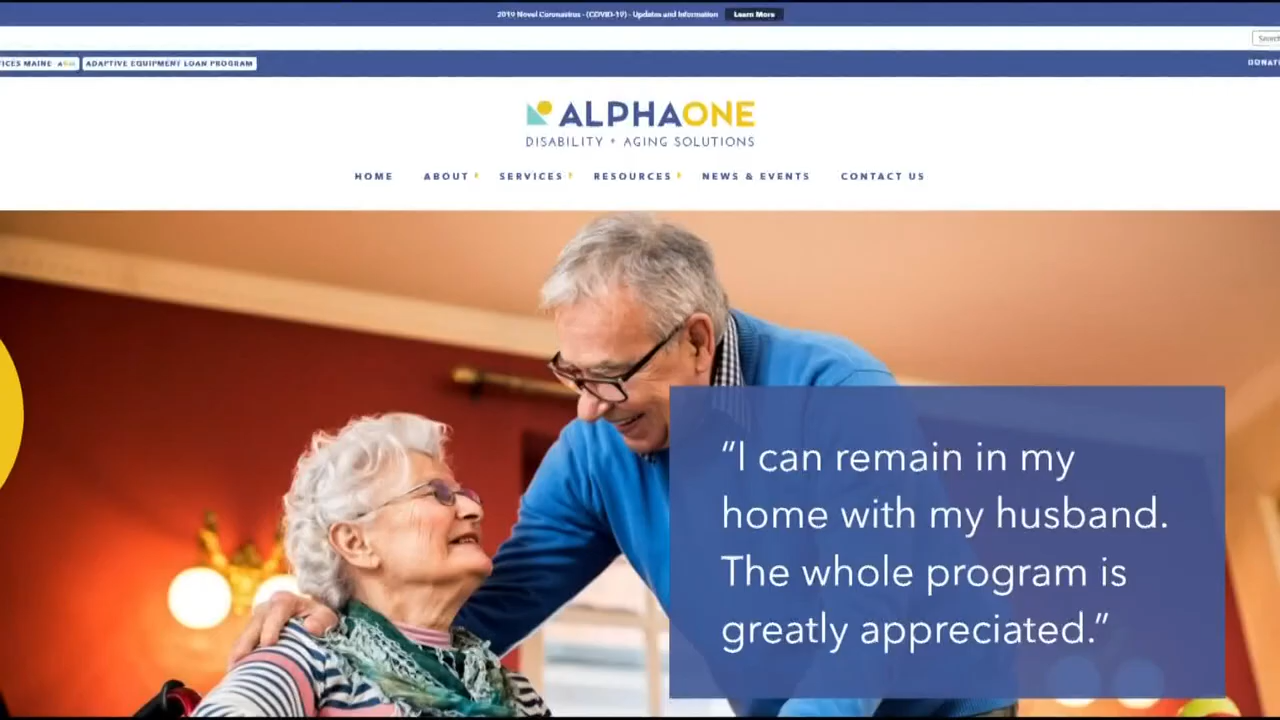 2019 Novel Coronavirus - (COVID-19) - Updates and Information Learn More
MAINE
ADAPTIVE EQUIPMENT LOAN PROGRAM
ALPHAONE
DISABILITY + AGING SOLUTIONS
HOME ABOUT SERVICES RESOURCES NEWS & EVENTS CONTACT US
“I can remain in my
home with my husband.
The whole program is
greatly appreciated.”